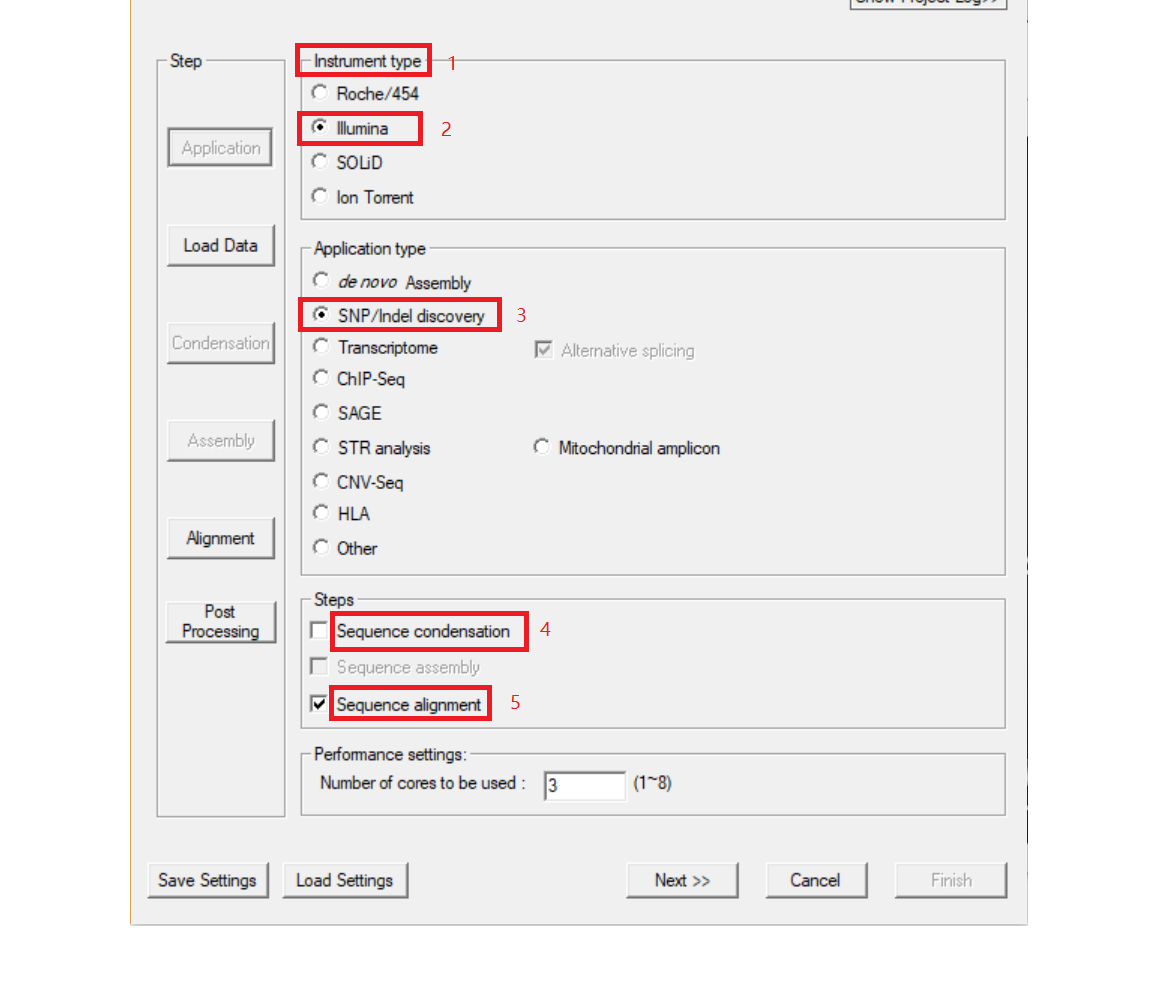 Show Project Log>>
Step
Instrument type 1
Roche/454
Illumina 2
SOLiD
Ion Torrent
Application
Load Data
Condensation
Assembly
Alignment
Post
Processing
Application type
de novo Assembly
SNP/Indel discovery 3
Transcriptome Alternative splicing
ChIP-Seq
SAGE
STR analysis Mitochondrial amplicon
CNV-Seq
HLA
Other
Steps
Sequence condensation 4
Sequence assembly
Sequence alignment 5
Performance settings:
Number of cores to be used : 3 (1~8)
Save Settings Load Settings Next >> Cancel Finish